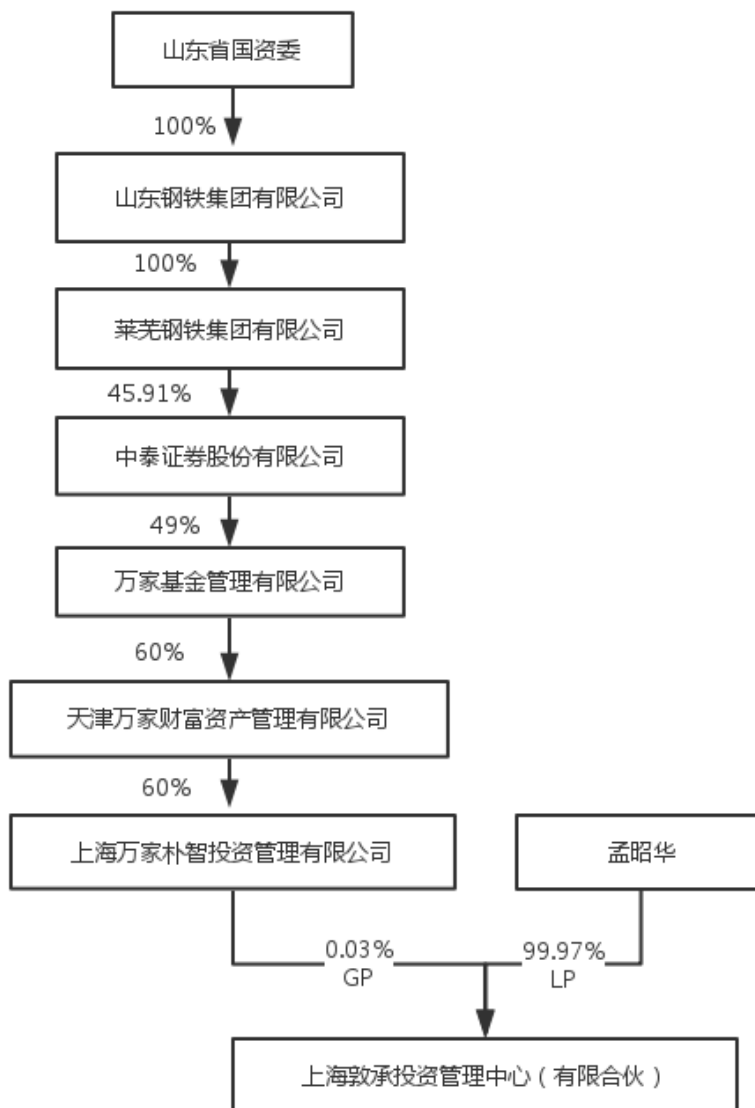 山东省国资委
100%
山东钢铁集团有限公司
100%
莱芜钢铁集团有限公司
45.91%
中泰证券股份有限公司
49%
万家基金管理有限公司
60%
天津万家财富资产管理有限公司
60%
上海万家朴智投资管理有限公司
孟昭华
0.03%
GP
99.97%
LP
上海敦承投资管理中心（有限合伙）